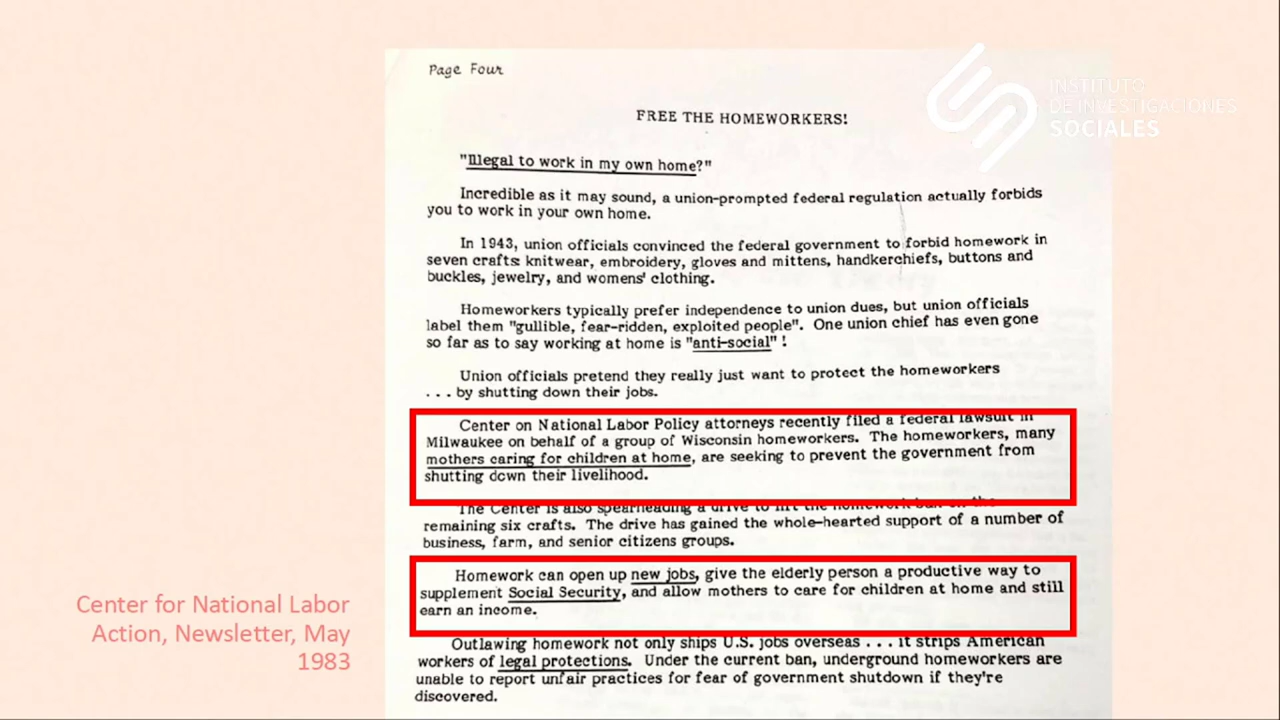 Page Four
INSTITUTO
DE INVESTIGACIONES
SOCIALES
FREE THE HOMEWORKERS!
"Illegal to work in my own home?"
Incredible as it may sound, a union-prompted federal regulation actually forbids
you to work in your own home.
In 1943, union officials convinced the federal government to forbid homework in
seven crafts: knitwear, embroidery, gloves and mittens, handkerchiefs, buttons and
buckles, jewelry, and womens' clothing.
Homeworkers typically prefer independence to union dues, but union officials
label them "gullible, fear-ridden, exploited people". One union chief has even gone
so far as to say working at home is "anti-social"!
Union officials pretend they really just want to protect the homeworkers
. . . by shutting down their jobs.
Center on National Labor Policy attorneys recently filed a federal lawsuit in
Milwaukee on behalf of a group of Wisconsin homeworkers. The homeworkers, many
mothers caring for children at home, are seeking to prevent the government from
shutting down their livelihood.
The Center is also spearheading a drive to lift the homework ban on the
remaining six crafts. The drive has gained the whole-hearted support of a number of
business, farm, and senior citizens groups.
Homework can open up new jobs, give the elderly person a productive way to
supplement Social Security, and allow mothers to care for children at home and still
earn an income.
Outlawing homework not only ships U.S. jobs overseas . . . it strips American
workers of legal protections. Under the current ban, underground homeworkers are
unable to report unfair practices for fear of government shutdown if they're
discovered.
Center for National Labor
Action, Newsletter, May
1983